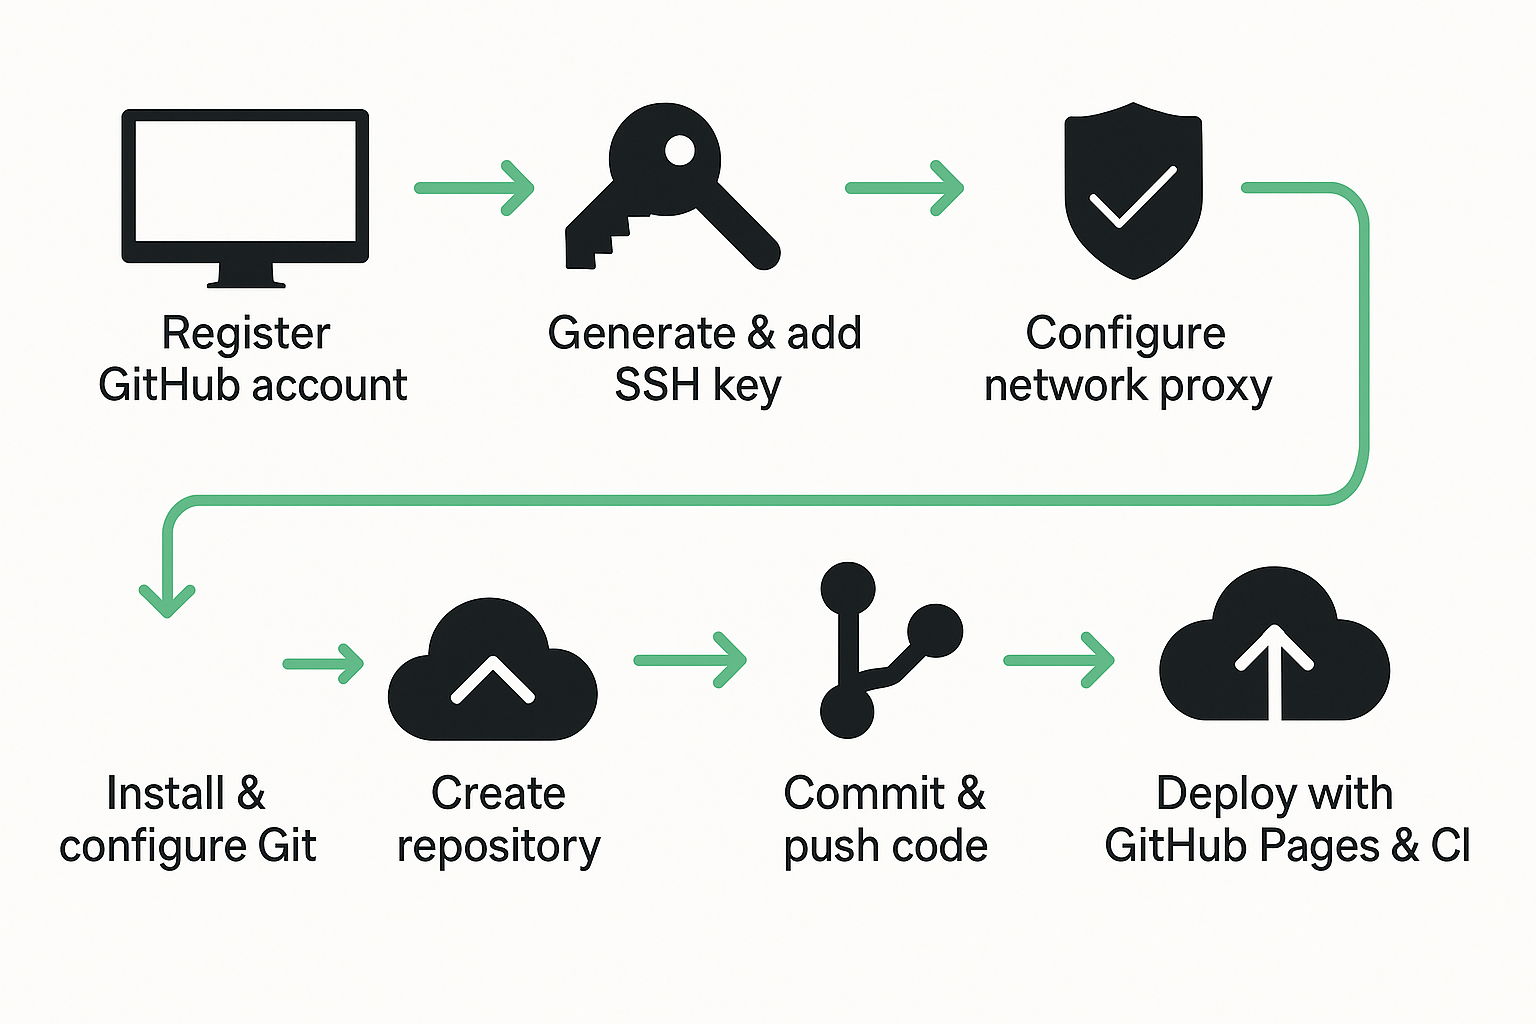 Register
GitHub account
Generate & add
SSH key
Configure
network proxy
Install &
configure Git
Create
repository
Commit &
push code
Deploy with
GitHub Pages & CI